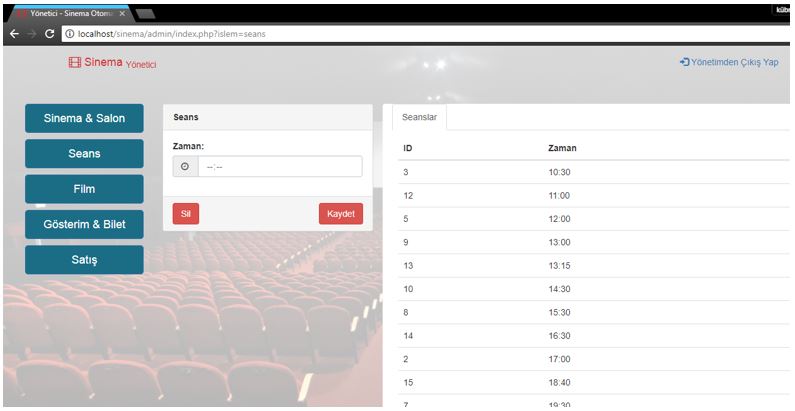 Yönetici - Sinema Otoma
localhost/sinema/admin/index.php?islem=seans
Sinema Yönetici
Yönetimden Çıkış Yap
Sinema & Salon
Seans
Film
Gösterim & Bilet
Satış
Seans
Zaman:
--:--
Sil
Kaydet
Seanslar
ID Zaman
3 10:30
12 11:00
5 12:00
9 13:00
13 13:15
10 14:30
8 15:30
14 16:30
2 17:00
15 18:40
7 19:30